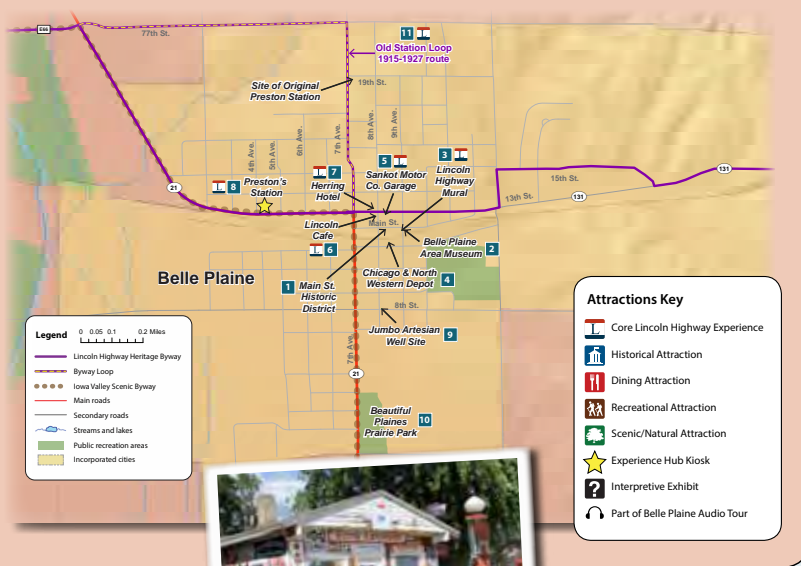 E66
77th St.
11 L
Old Station Loop
1915-1927 route
Site of Original
Preston Station
19th St.
4th Ave.
5th Ave.
6th Ave.
7th Ave.
8th Ave.
9th Ave.
21
L 8
Preston's
Station
L 7
Herring
Hotel
5 L
Sankot Motor
Co. Garage
3 L
Lincoln
Highway
Mural
15th St.
131
13th St.
131
Main St.
Lincoln
Cafe
L 6
Belle Plaine
Area Museum
2
Belle Plaine
1
Main St.
Historic
District
Chicago & North
Western Depot
4
8th St.
Jumbo Artesian
Well Site
9
7th Ave.
21
Beautiful
Plaines
Prairie Park
10
Legend
0 0.05 0.1 0.2 Miles
Lincoln Highway Heritage Byway
Byway Loop
Iowa Valley Scenic Byway
Main roads
Secondary roads
Streams and lakes
Public recreation areas
Incorporated cities
Attractions Key
L Core Lincoln Highway Experience
Historical Attraction
Dining Attraction
Recreational Attraction
Scenic/Natural Attraction
Experience Hub Kiosk
? Interpretive Exhibit
Part of Belle Plaine Audio Tour